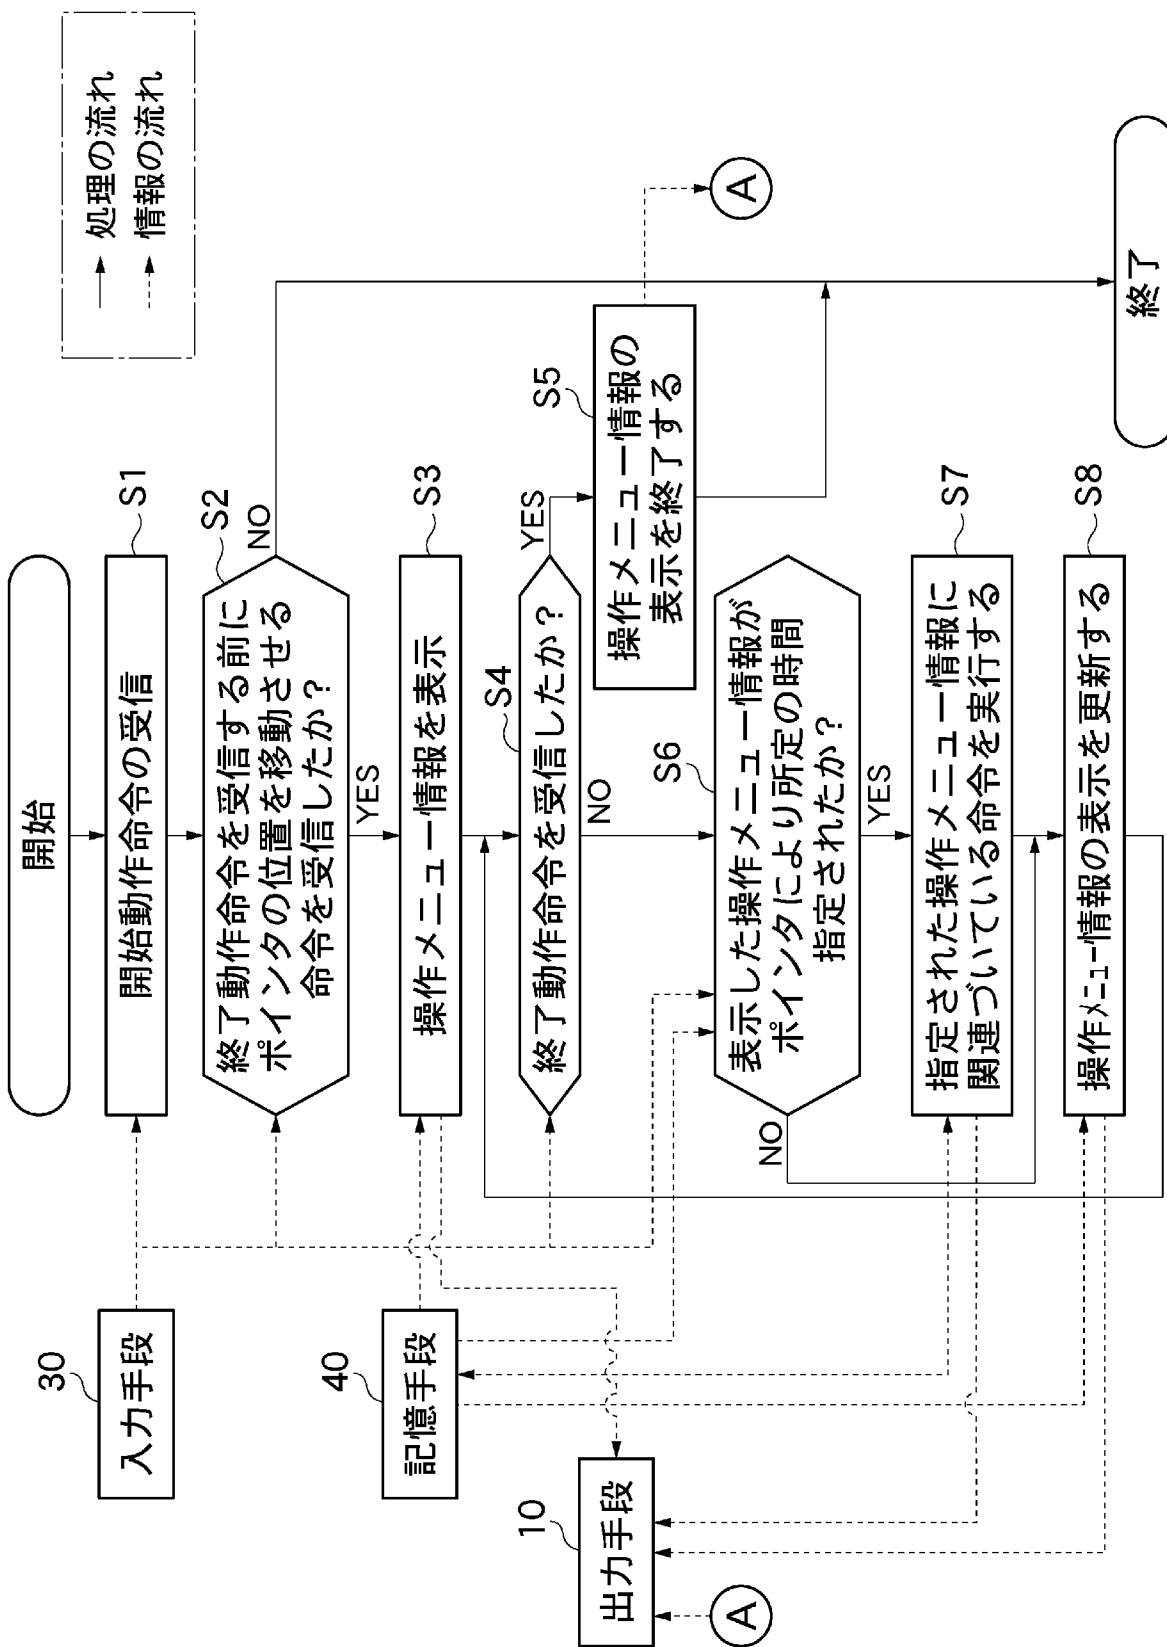 開始
開始動作命令の受信
S1
終了動作命令を受信する前に
ポインタの位置を移動させる
命令を受信したか？
S2
NO
YES
操作メニュー情報を表示
S3
終了動作命令を受信したか？
S4
YES
NO
操作メニュー情報の
表示を終了する
S5
A
表示した操作メニュー情報が
ポインタにより所定の時間
指定されたか？
S6
YES
NO
指定された操作メニュー情報に
関連づいている命令を実行する
S7
操作メニュー情報の表示を更新する
S8
終了
入力手段
30
記憶手段
40
出力手段
10
A
処理の流れ
情報の流れ